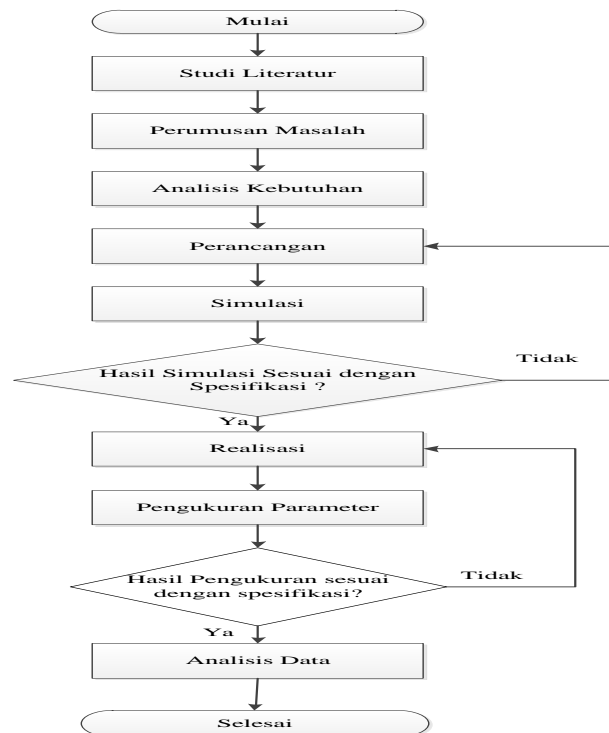 Mulai
Studi Literatur
Perumusan Masalah
Analisis Kebutuhan
Perancangan
Simulasi
Tidak
Hasil Simulasi Sesuai dengan
Spesifikasi ?
Ya
Realisasi
Pengukuran Parameter
Hasil Pengukuran sesuai
dengan spesifikasi?
Tidak
Ya
Analisis Data
Selesai